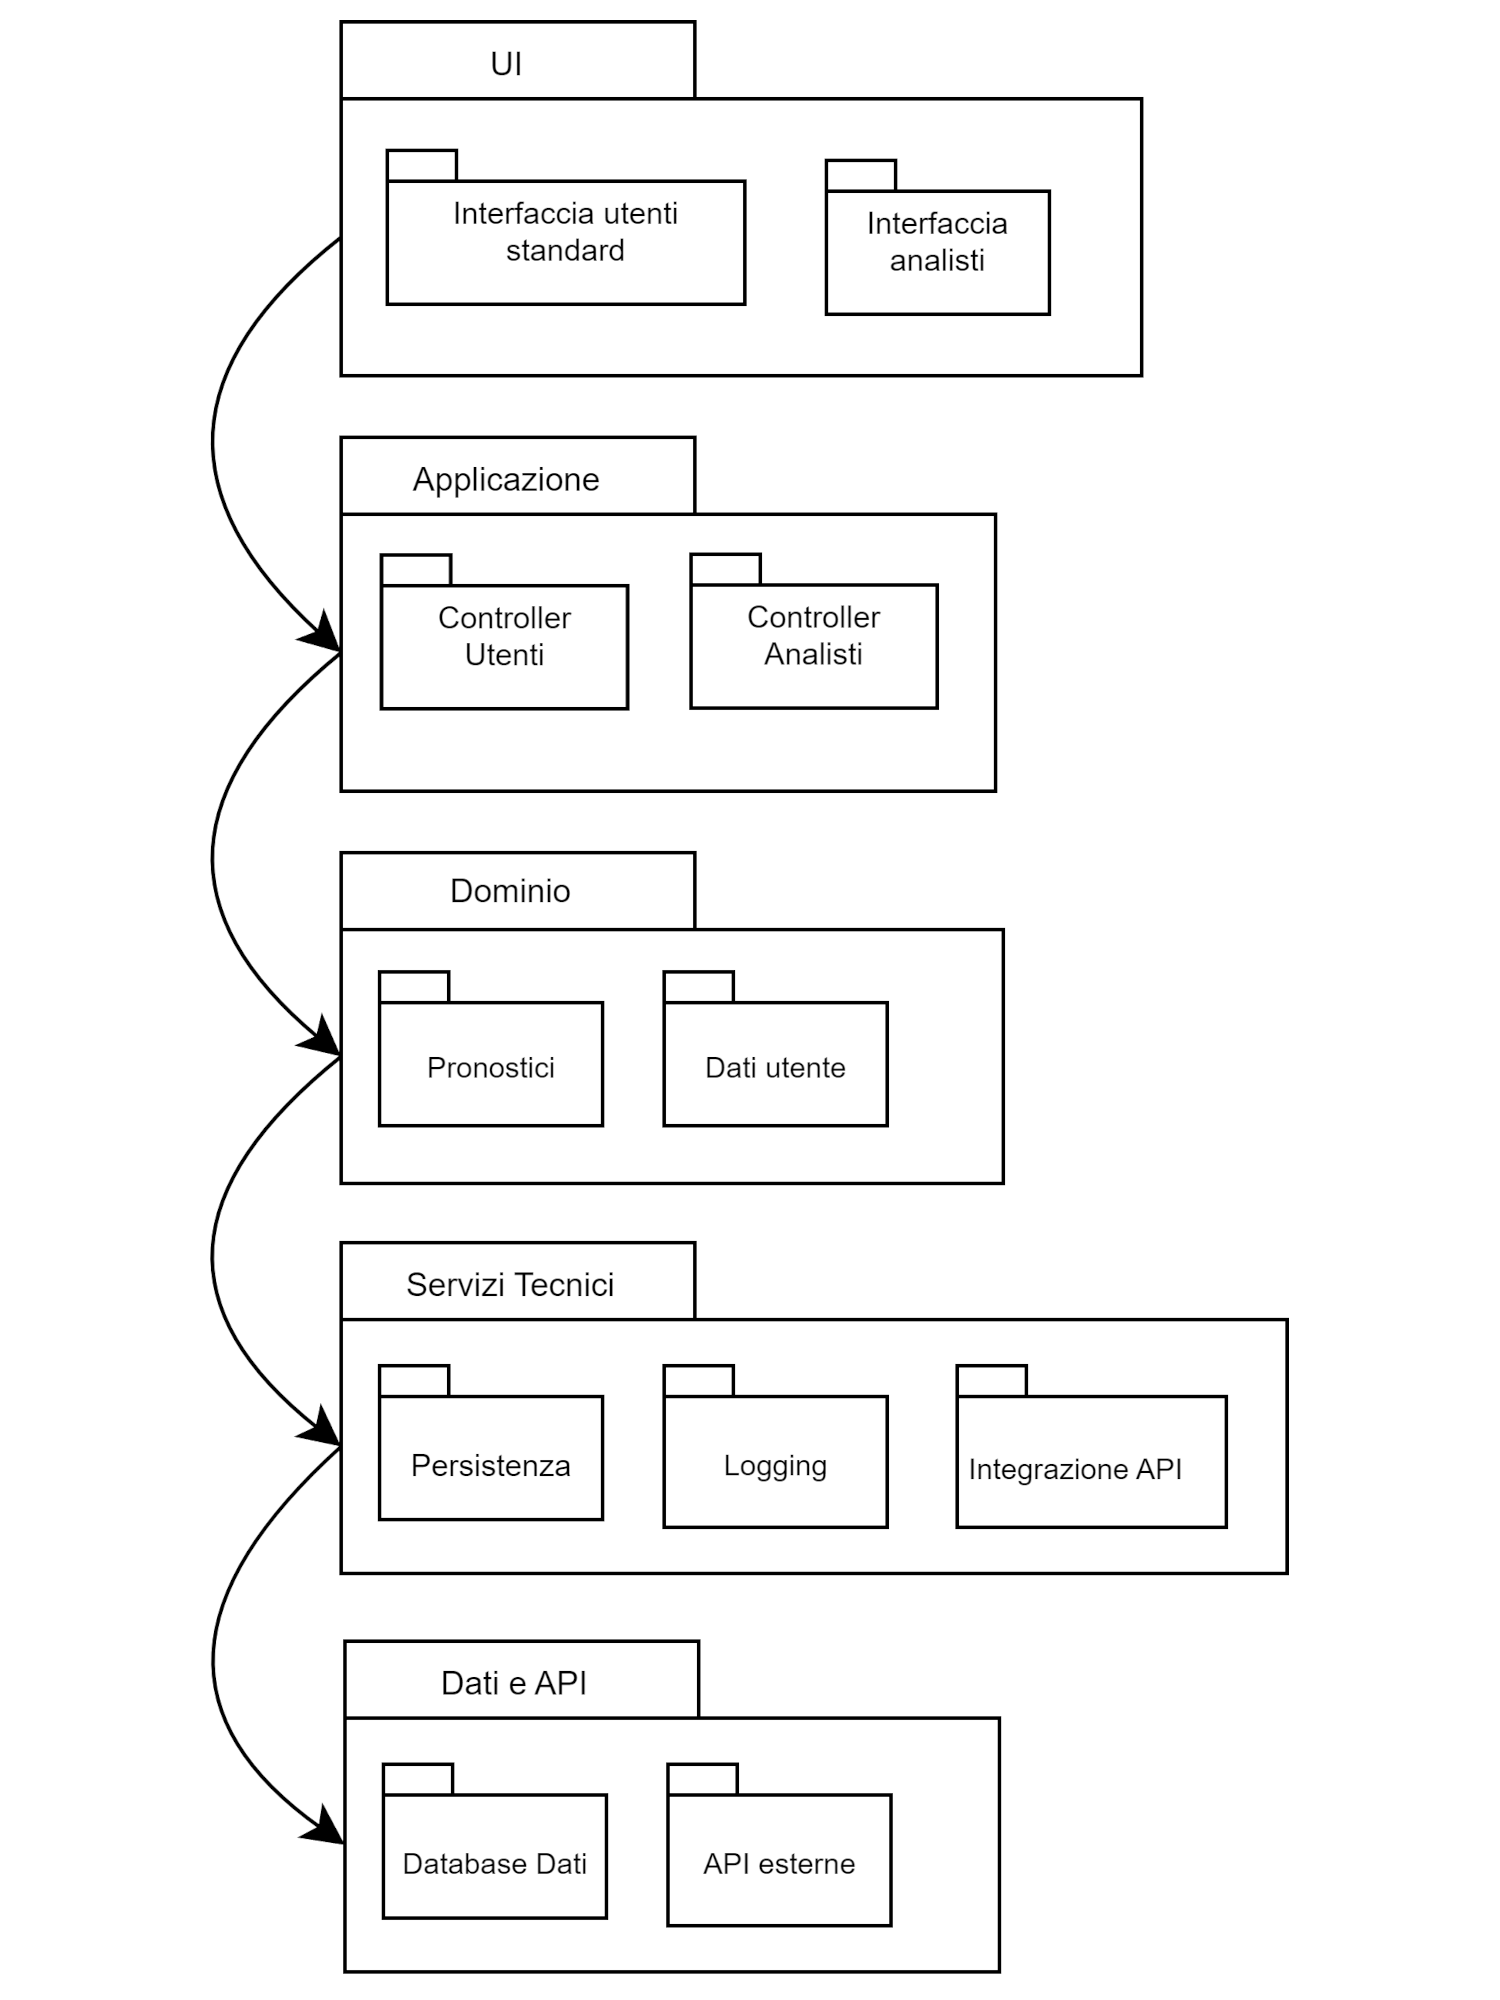 UI
Interfaccia utenti
standard
Interfaccia
analisti
Applicazione
Controller
Utenti
Controller
Analisti
Dominio
Pronostici
Dati utente
Servizi Tecnici
Persistenza
Logging
Integrazione API
Dati e API
Database Dati
API esterne